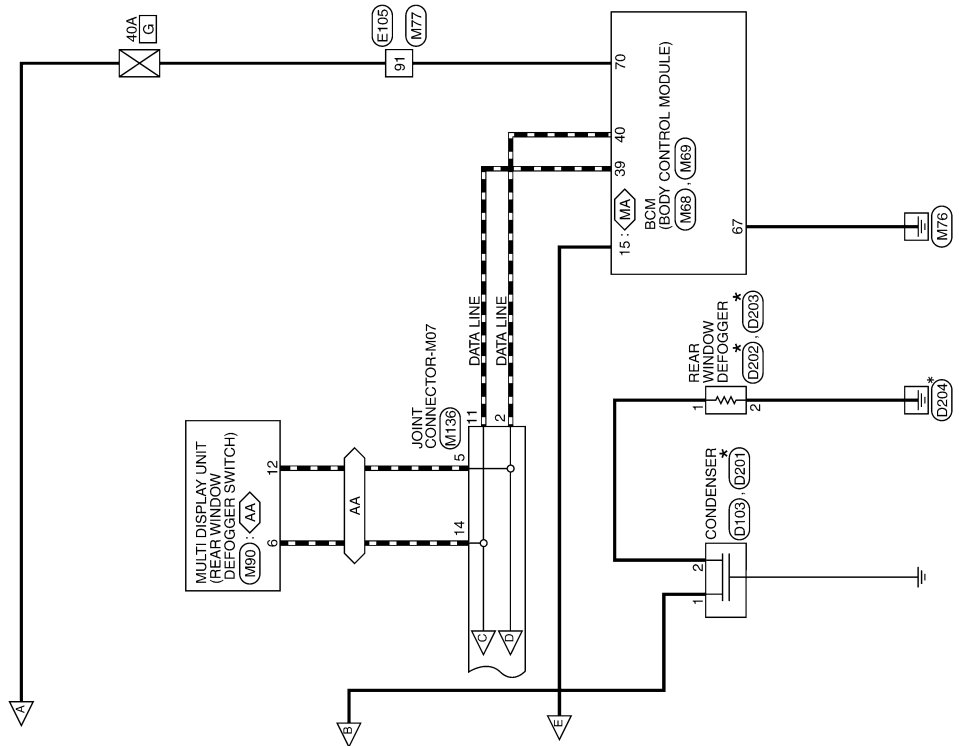 A
40A
G
E105
91
M77
70
40
39
15 : MA
BCM
(BODY CONTROL MODULE)
M68 , M69
67
M76
DATA LINE
DATA LINE
JOINT
CONNECTOR-M07
M136
11
2
5
14
C
D
MULTI DISPLAY UNIT
(REAR WINDOW
DEFOGGER SWITCH)
M90 : AA
12
6
AA
REAR
WINDOW
DEFOGGER
* *
D202 , D203
1
2
*
D204
CONDENSER
*
D103 , D201
2
1
B
E